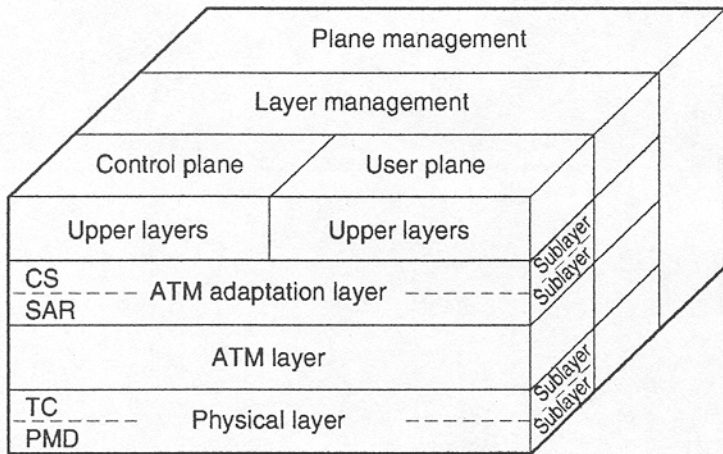 Plane management
Layer management
Control plane
User plane
Upper layers
Upper layers
Sublayer
Sublayer
CS
ATM adaptation layer
SAR
ATM layer
Sublayer
Sublayer
TC
Physical layer
PMD